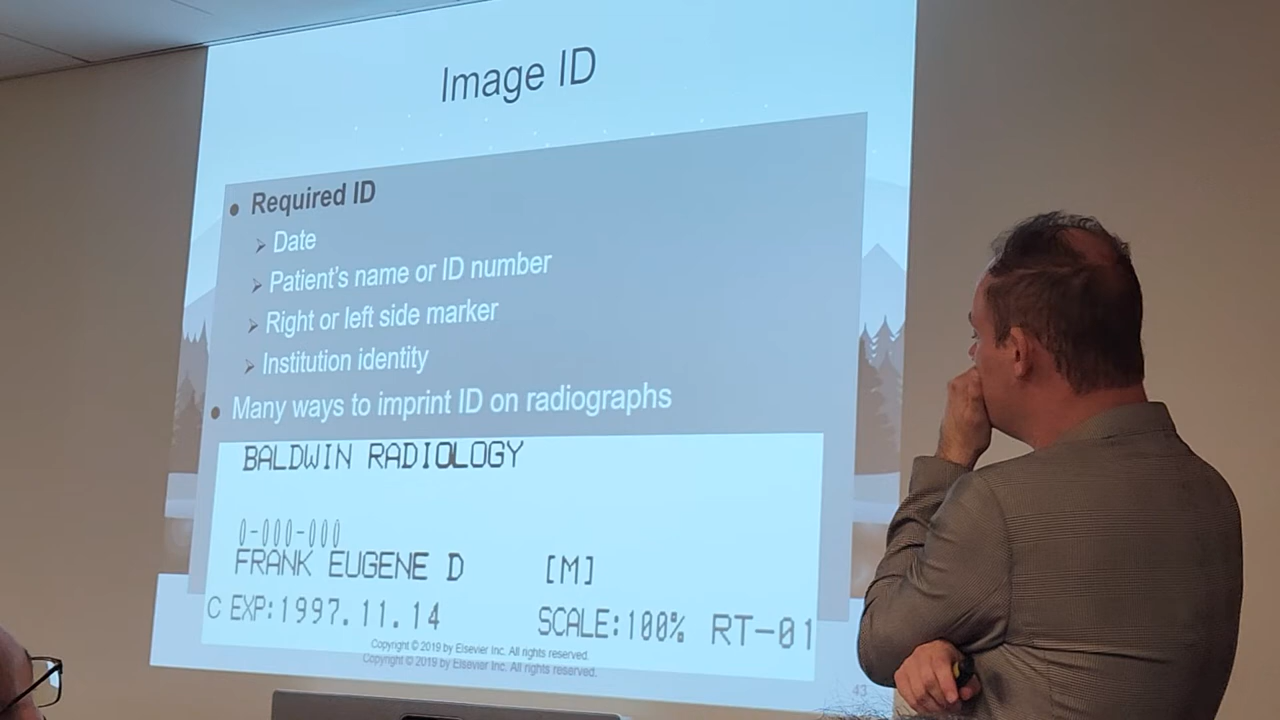 Image ID
• Required ID
➢ Date
➢ Patient's name or ID number
➢ Right or left side marker
➢ Institution identity
• Many ways to imprint ID on radiographs
BALDWIN RADIOLOGY
0-000-000
FRANK EUGENE D [M]
C EXP:1997.11.14 SCALE:100% RT-01
Copyright © 2019 by Elsevier Inc. All rights reserved.
Copyright © 2019 by Elsevier Inc. All rights reserved.
43